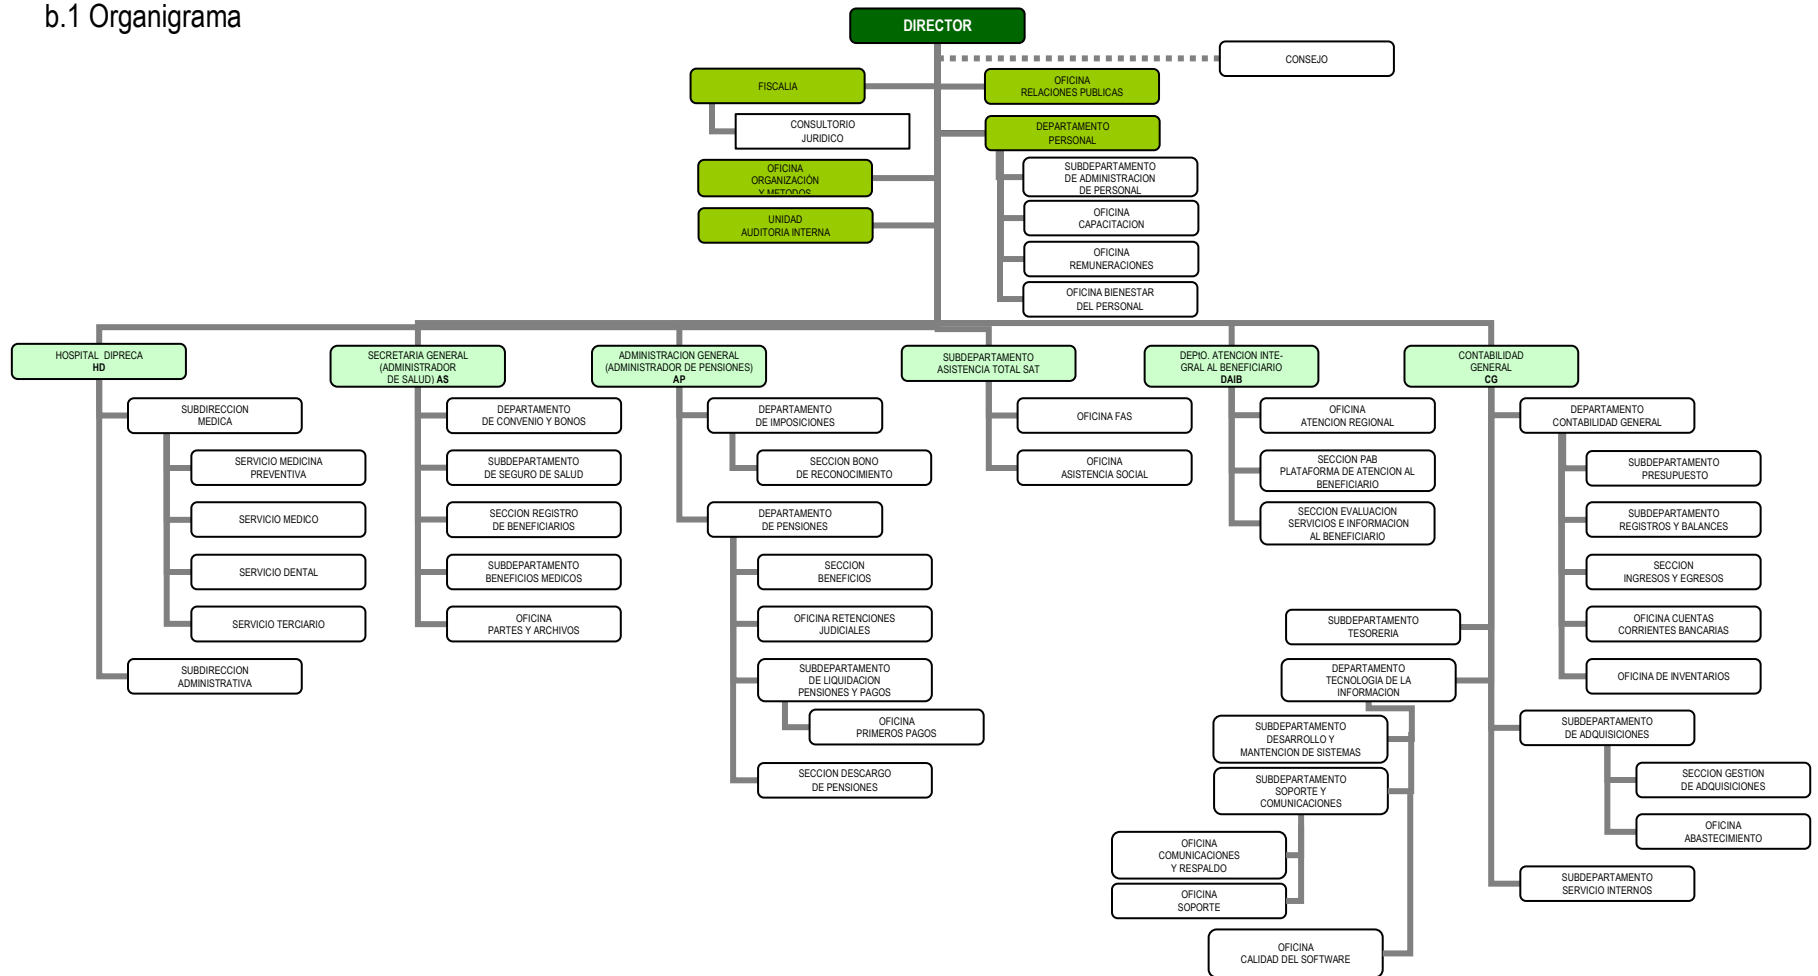 b.1 Organigrama
DIRECTOR
CONSEJO
FISCALIA
OFICINA
RELACIONES PUBLICAS
CONSULTORIO
JURIDICO
DEPARTAMENTO
PERSONAL
OFICINA
ORGANIZACIÓN
Y METODOS
SUBDEPARTAMENTO
DE ADMINISTRACION
DE PERSONAL
UNIDAD
AUDITORIA INTERNA
OFICINA
CAPACITACION
OFICINA
REMUNERACIONES
OFICINA BIENESTAR
DEL PERSONAL
HOSPITAL DIPRECA
HD
SUBDIRECCION
MEDICA
SERVICIO MEDICINA
PREVENTIVA
SERVICIO MEDICO
SERVICIO DENTAL
SERVICIO TERCIARIO
SUBDIRECCION
ADMINISTRATIVA
SECRETARIA GENERAL
(ADMINISTRADOR
DE SALUD) AS
DEPARTAMENTO
DE CONVENIO Y BONOS
SUBDEPARTAMENTO
DE SEGURO DE SALUD
SECCION REGISTRO
DE BENEFICIARIOS
SUBDEPARTAMENTO
BENEFICIOS MEDICOS
OFICINA
PARTES Y ARCHIVOS
ADMINISTRACION GENERAL
(ADMINISTRADOR DE PENSIONES)
AP
DEPARTAMENTO
DE IMPOSICIONES
SECCION BONO
DE RECONOCIMIENTO
DEPARTAMENTO
DE PENSIONES
SECCION
BENEFICIOS
OFICINA RETENCIONES
JUDICIALES
SUBDEPARTAMENTO
DE LIQUIDACION
PENSIONES Y PAGOS
OFICINA
PRIMEROS PAGOS
SECCION DESCARGO
DE PENSIONES
SUBDEPARTAMENTO
ASISTENCIA TOTAL SAT
OFICINA FAS
OFICINA
ASISTENCIA SOCIAL
DEPtO. ATENCION INTE-
GRAL AL BENEFICIARIO
DAIB
OFICINA
ATENCION REGIONAL
SECCION PAB
PLATAFORMA DE ATENCION AL
BENEFICIARIO
SECCION EVALUACION
SERVICIOS E INFORMACION
AL BENEFICIARIO
CONTABILIDAD
GENERAL
CG
DEPARTAMENTO
CONTABILIDAD GENERAL
SUBDEPARTAMENTO
PRESUPUESTO
SUBDEPARTAMENTO
REGISTROS Y BALANCES
SECCION
INGRESOS Y EGRESOS
OFICINA CUENTAS
CORRIENTES BANCARIAS
OFICINA DE INVENTARIOS
SUBDEPARTAMENTO
TESORERIA
DEPARTAMENTO
TECNOLOGIA DE LA
INFORMACION
SUBDEPARTAMENTO
DESARROLLO Y
MANTENCION DE SISTEMAS
SUBDEPARTAMENTO
SOPORTE Y
COMUNICACIONES
OFICINA
COMUNICACIONES
Y RESPALDO
OFICINA
SOPORTE
OFICINA
CALIDAD DEL SOFTWARE
SUBDEPARTAMENTO
DE ADQUISICIONES
SECCION GESTION
DE ADQUISICIONES
OFICINA
ABASTECIMIENTO
SUBDEPARTAMENTO
SERVICIO INTERNOS